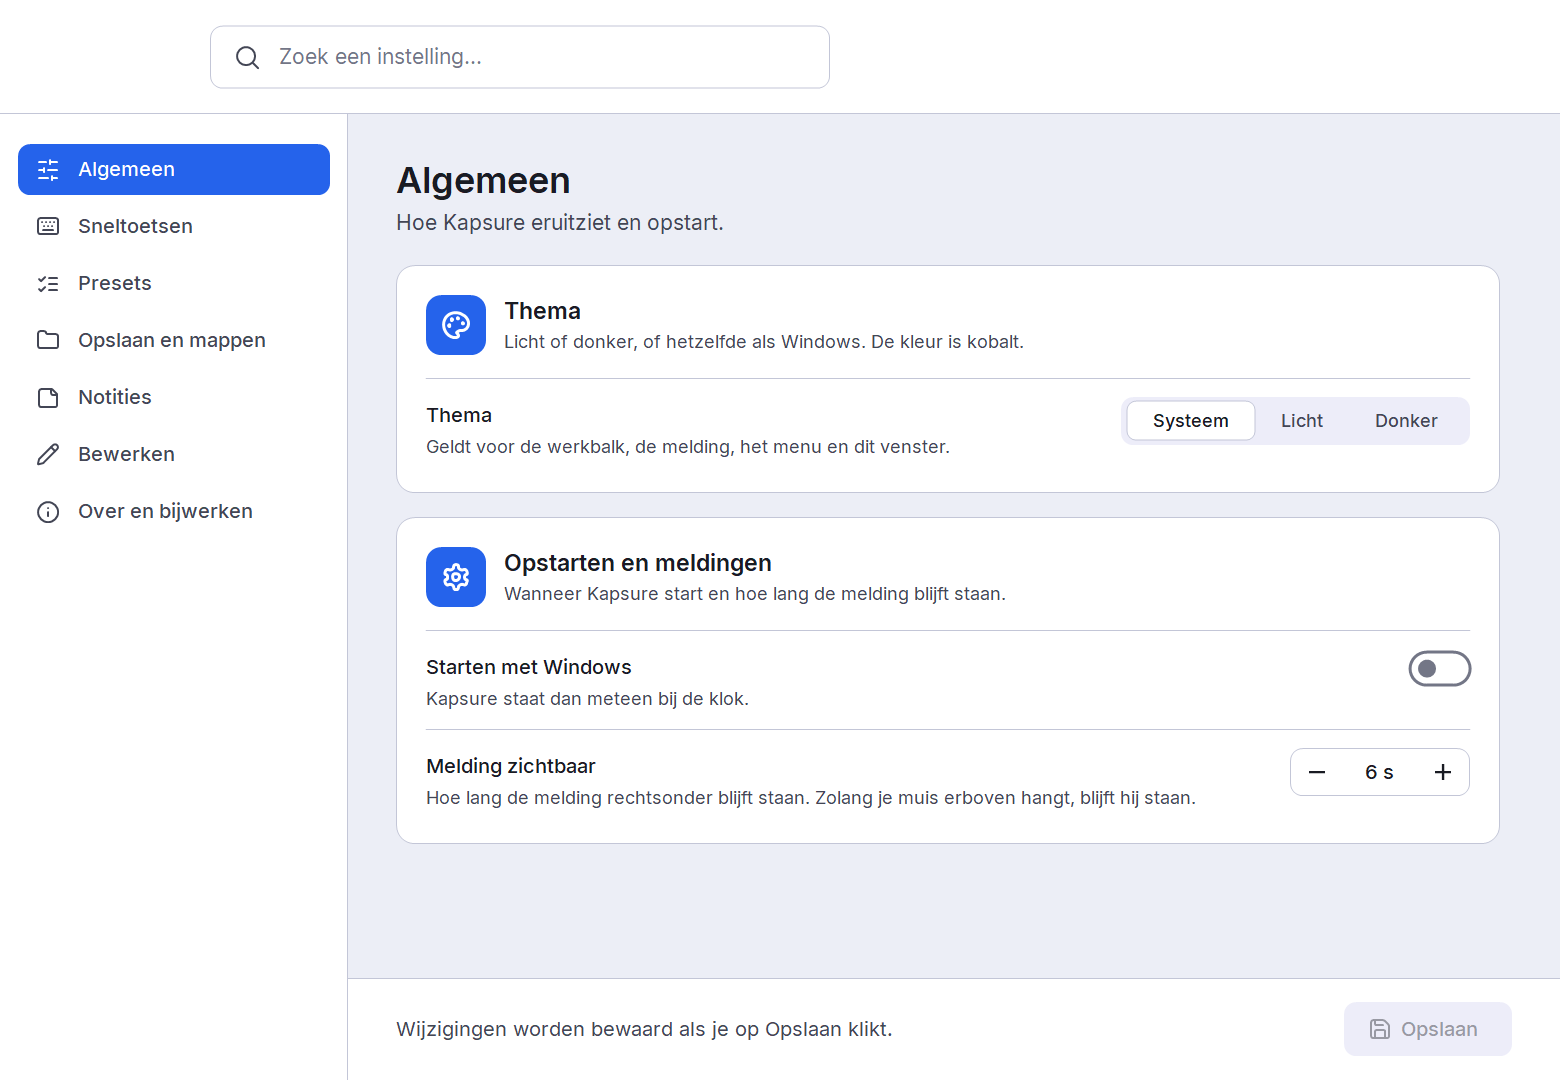 Zoek een instelling...
Algemeen
Sneltoetsen
Presets
Opslaan en mappen
Notities
Bewerken
Over en bijwerken
Algemeen
Hoe Kapsure eruitziet en opstart.
Thema
Licht of donker, of hetzelfde als Windows. De kleur is kobalt.
Thema
Geldt voor de werkbalk, de melding, het menu en dit venster.
Systeem Licht Donker
Opstarten en meldingen
Wanneer Kapsure start en hoe lang de melding blijft staan.
Starten met Windows
Kapsure staat dan meteen bij de klok.
Melding zichtbaar
Hoe lang de melding rechtsonder blijft staan. Zolang je muis erboven hangt, blijft hij staan.
− 6 s +
Wijzigingen worden bewaard als je op Opslaan klikt.
Opslaan